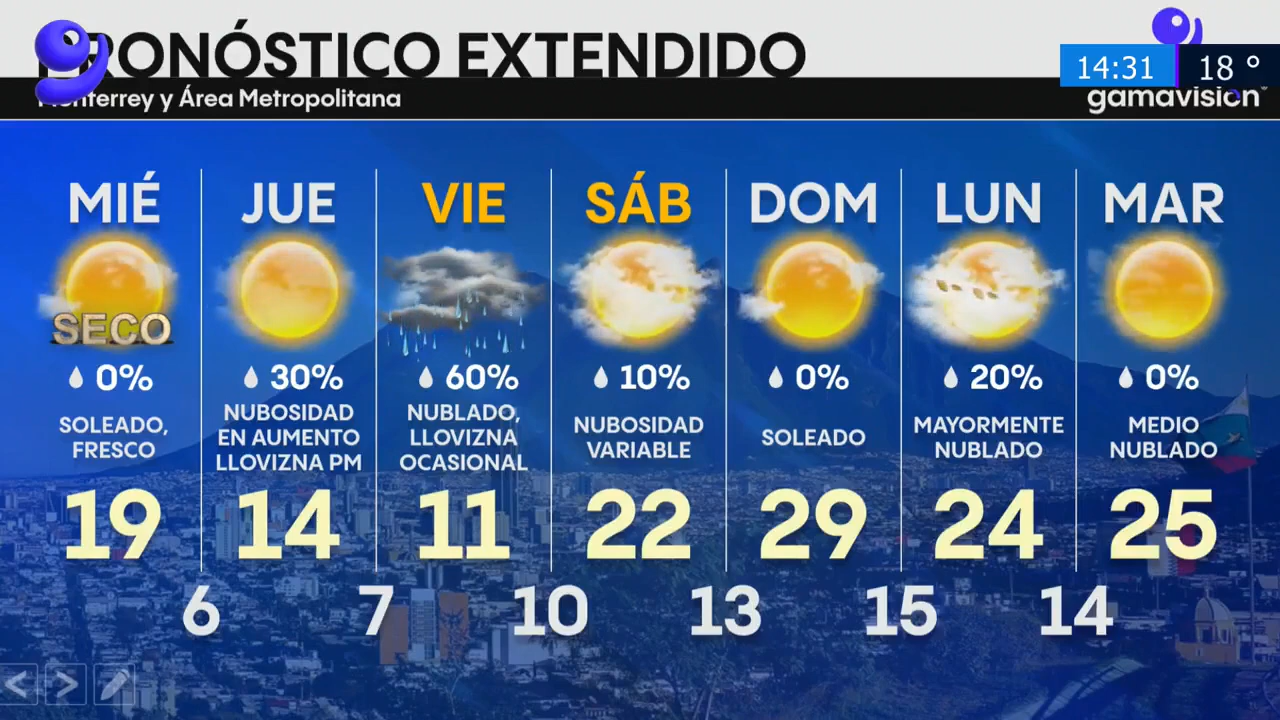 PRONÓSTICO EXTENDIDO
Monterrey y Área Metropolitana
14:31 18 °
gamavisión
MIÉ JUE VIE SÁB DOM LUN MAR
SECO
0% 30% 60% 10% 0% 20% 0%
SOLEADO,
FRESCO
NUBOSIDAD
EN AUMENTO
LLOVIZNA PM
NUBLADO,
LLOVIZNA
OCASIONAL
NUBOSIDAD
VARIABLE
SOLEADO
MAYORMENTE
NUBLADO
MEDIO
NUBLADO
19 14 11 22 29 24 25
6 7 10 13 15 14